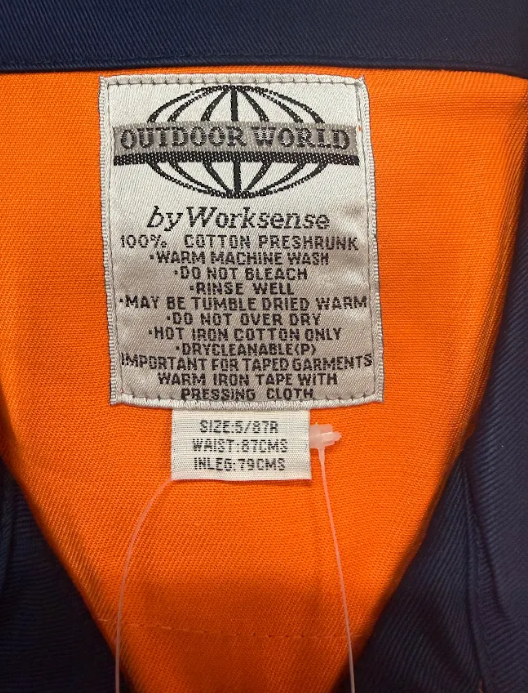 OUTDOOR WORLD
by Worksense
100% COTTON PRESHRUNK
·WARM MACHINE WASH
·DO NOT BLEACH
·RINSE WELL
·MAY BE TUMBLE DRIED WARM
·DO NOT OVER DRY
·HOT IRON COTTON ONLY
·DRYCLEANABLE(P)
IMPORTANT FOR TAPED GARMENTS
WARM IRON TAPE WITH
PRESSING CLOTH
SIZE:5/87R
WAIST:87CMS
INLEG:79CMS